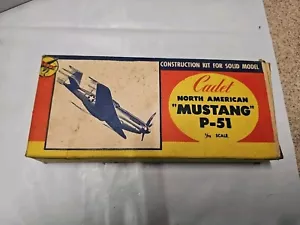 CONSTRUCTION KIT FOR SOLID MODEL
Cadet
NORTH AMERICAN
"MUSTANG"
P-51
SCALE